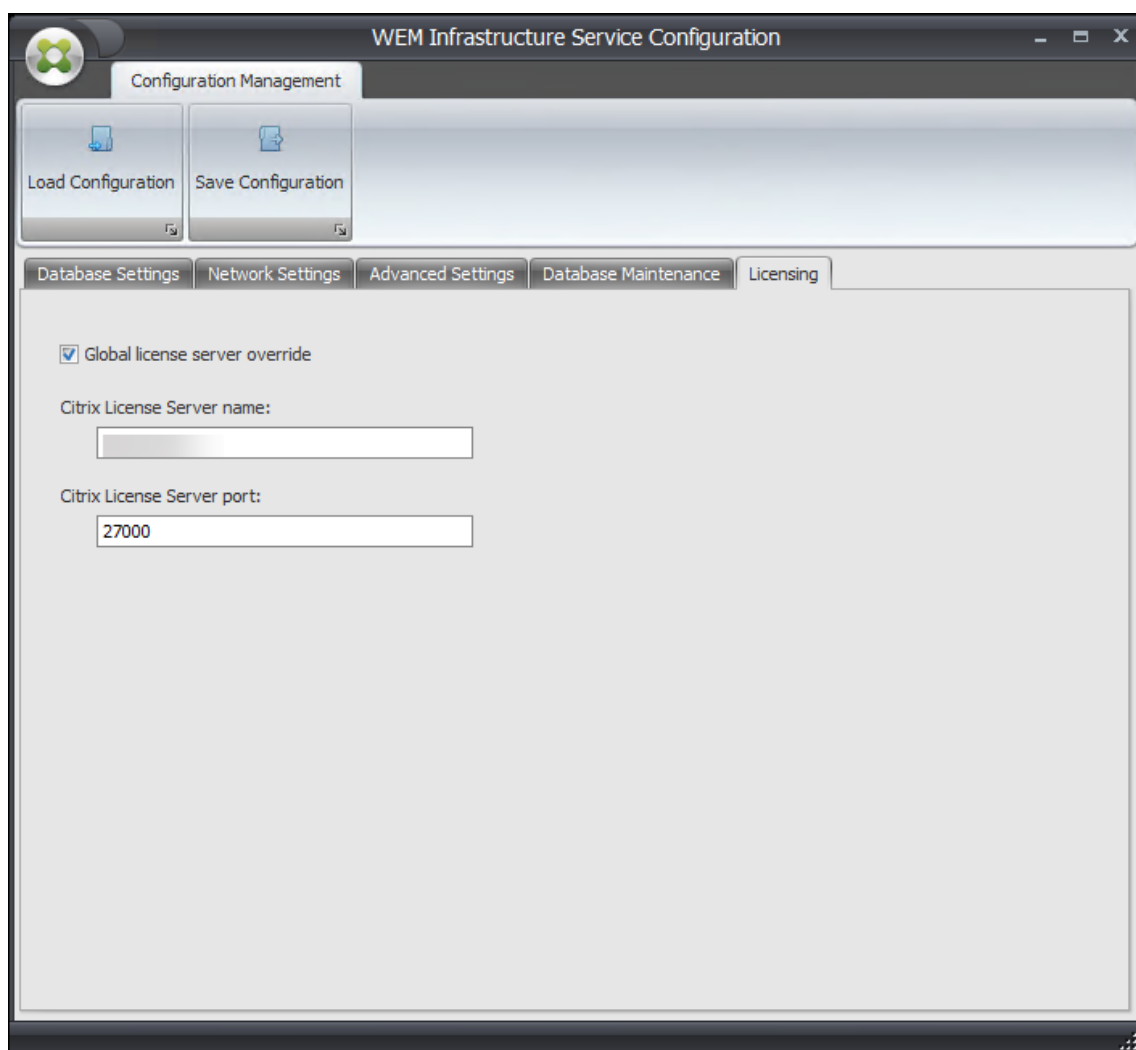 WEM Infrastructure Service Configuration
Configuration Management
Load Configuration Save Configuration
Database Settings Network Settings Advanced Settings Database Maintenance Licensing
Global license server override
Citrix License Server name:
Citrix License Server port:
27000